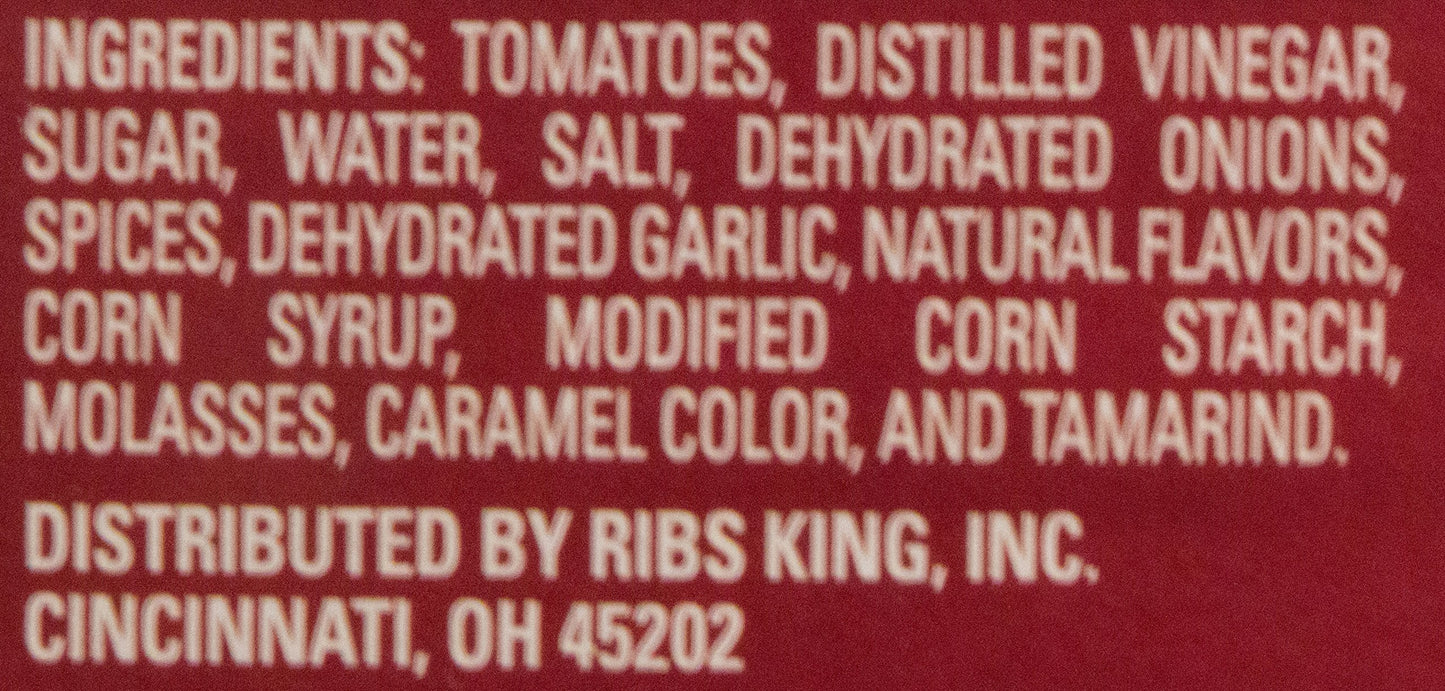 INGREDIENTS: TOMATOES, DISTILLED VINEGAR,
SUGAR, WATER, SALT, DEHYDRATED ONIONS,
SPICES, DEHYDRATED GARLIC, NATURAL FLAVORS,
CORN SYRUP, MODIFIED CORN STARCH,
MOLASSES, CARAMEL COLOR, AND TAMARIND.
DISTRIBUTED BY RIBS KING, INC.
CINCINNATI, OH 45202